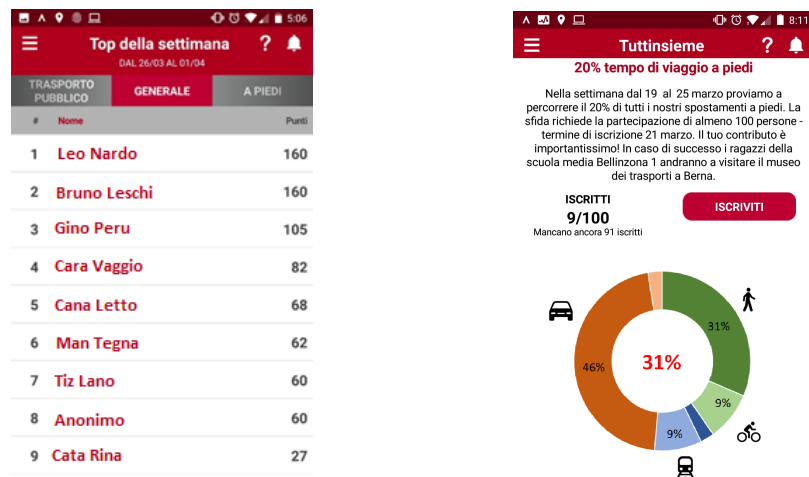 5:06
Top della settimana ?
DAL 26/03 AL 01/04
TRASPORTO
PUBBLICO
GENERALE
A PIEDI
# Nome Punti
1 Leo Nardo 160
2 Bruno Leschi 160
3 Gino Peru 105
4 Cara Vaggio 82
5 Cana Letto 68
6 Man Tegna 62
7 Tiz Lano 60
8 Anonimo 60
9 Cata Rina 27
8:11
Tuttinsieme ?
20% tempo di viaggio a piedi
Nella settimana dal 19 al 25 marzo proviamo a
percorrere il 20% di tutti i nostri spostamenti a piedi. La
sfida richiede la partecipazione di almeno 100 persone -
termine di iscrizione 21 marzo. Il tuo contributo è
importantissimo! In caso di successo i ragazzi della
scuola media Bellinzona 1 andranno a visitare il museo
dei trasporti a Berna.
ISCRITTI
9/100
Mancano ancora 91 iscritti
ISCRIVITI
31%
46%
31%
9%
9%